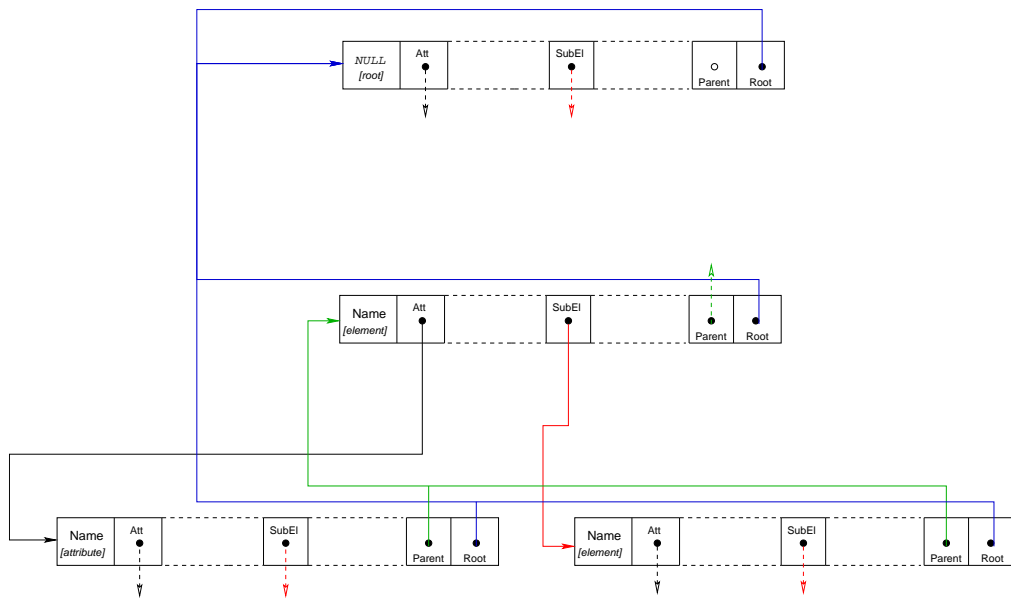 NULL
[root]
Att
SubEl
Parent
Root
Name
[element]
Att
SubEl
Parent
Root
Name
[attribute]
Att
SubEl
Parent
Root
Name
[element]
Att
SubEl
Parent
Root